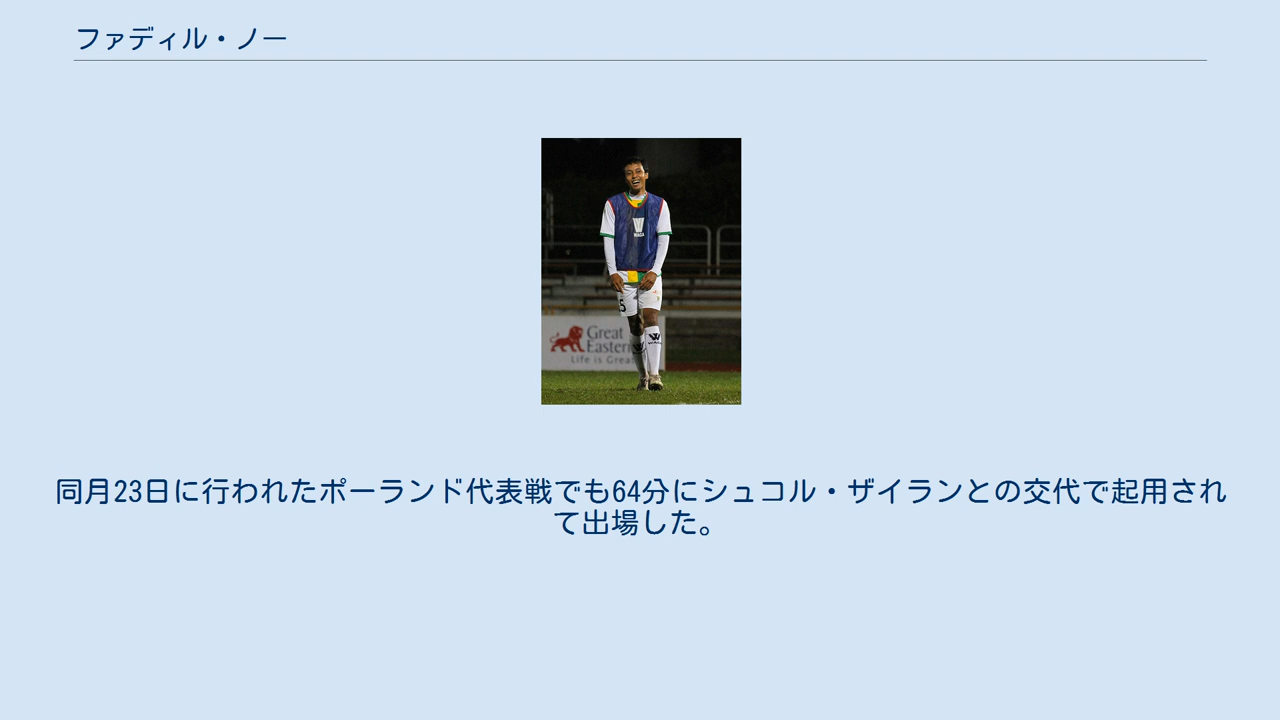 ファディル・ノー
WAGA
5
Great
Eastern
Life is Great
同月23日に行われたポーランド代表戦でも64分にシュコル・ザイランとの交代で起用され
て出場した。